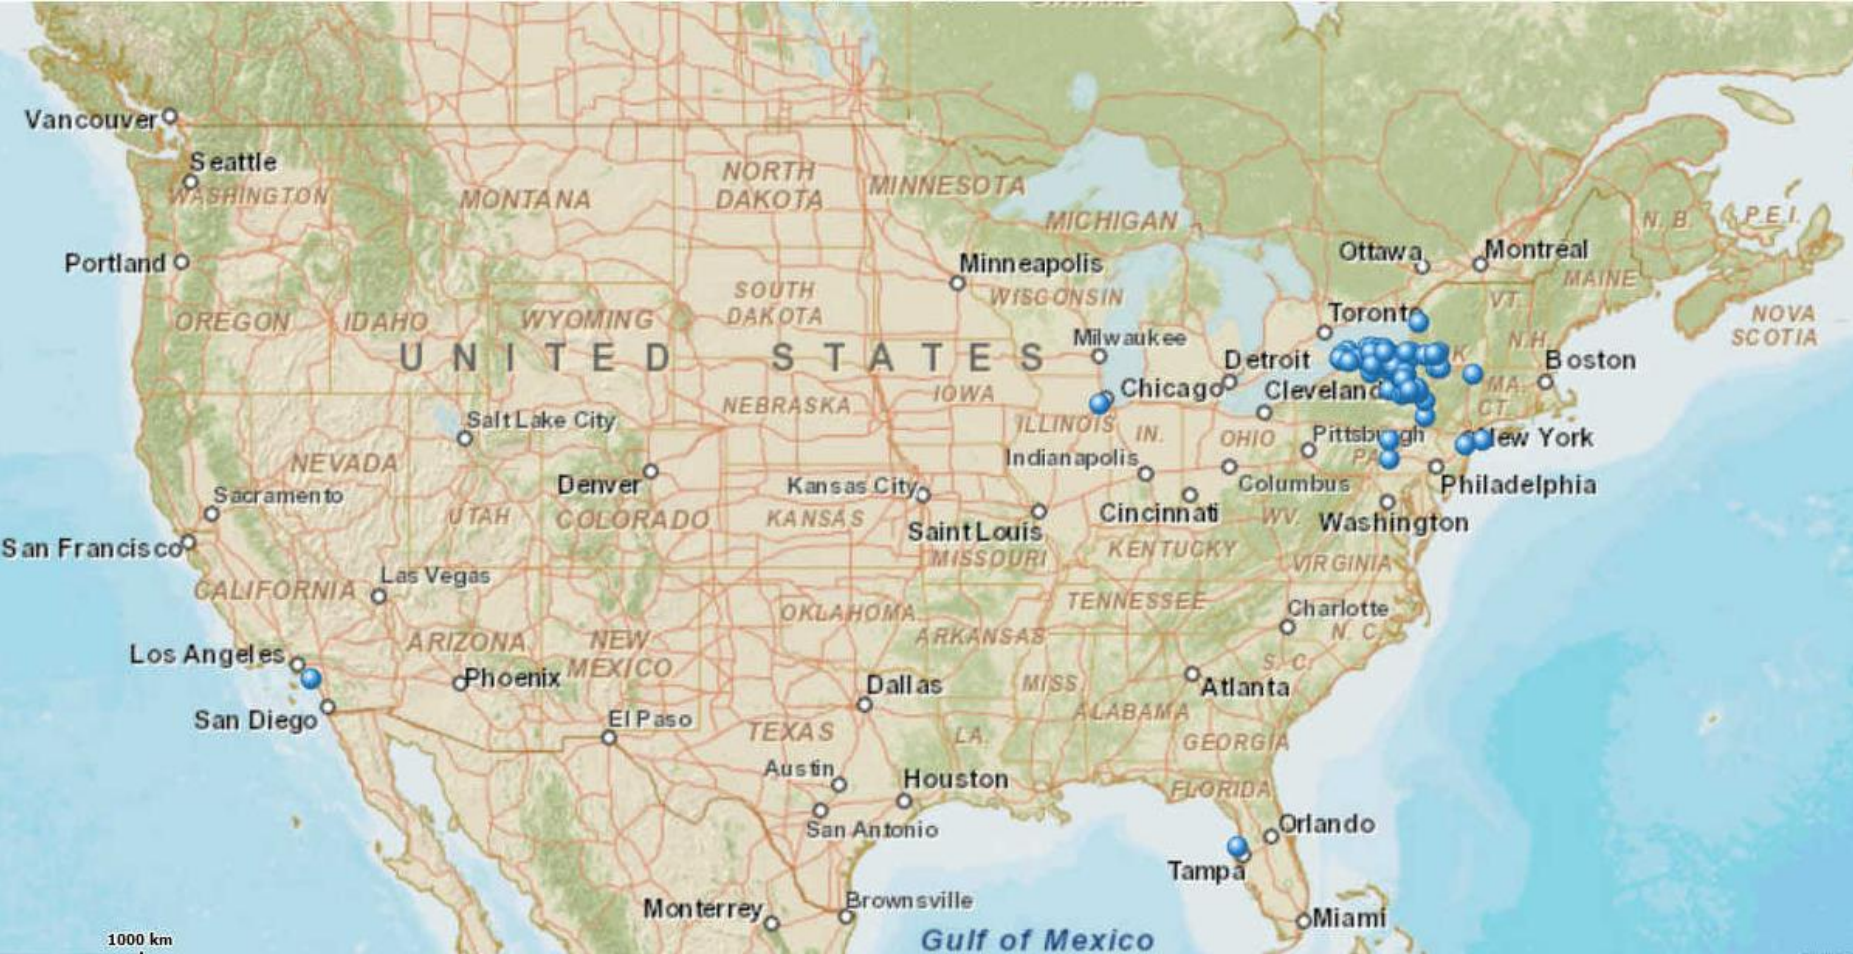 Vancouver
Seattle
WASHINGTON
MONTANA
NORTH
DAKOTA
MINNESOTA
MICHIGAN
N. B.
P.E.I.
Portland
Minneapolis
Ottawa
Montreal
MAINE
OREGON
IDAHO
WYOMING
SOUTH
DAKOTA
WISCONSIN
VT.
NOVA
SCOTIA
Toronto
UNITED STATES
Milwaukee
Detroit
N.H.
Boston
Chicago
Cleveland
MA.
CT.
NEBRASKA
IOWA
ILLINOIS
IN.
OHIO
Pittsburgh
PA.
New York
Salt Lake City
NEVADA
Denver
Kansas City
Indianapolis
Columbus
Philadelphia
Sacramento
UTAH
COLORADO
KANSAS
Saint Louis
Cincinnati
WV.
Washington
San Francisco
MISSOURI
KENTUCKY
VIRGINIA
CALIFORNIA
Las Vegas
OKLAHOMA
TENNESSEE
Charlotte
N. C.
Los Angeles
ARIZONA
NEW
MEXICO
ARKANSAS
S. C.
Phoenix
Dallas
MISS.
Atlanta
San Diego
El Paso
TEXAS
LA.
ALABAMA
GEORGIA
Austin
Houston
FLORIDA
San Antonio
Orlando
Tampa
Monterrey
Brownsville
Miami
1000 km
Gulf of Mexico